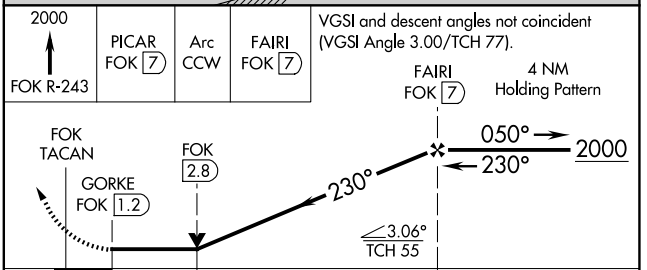 2000
FOK R-243
PICAR
FOK 7
Arc
CCW
FAIRI
FOK 7
VGSI and descent angles not coincident
(VGSI Angle 3.00/TCH 77).
FAIRI
FOK 7
4 NM
Holding Pattern
FOK
TACAN
GORKE
FOK 1.2
FOK
2.8
230°
050°
230°
2000
3.06°
TCH 55